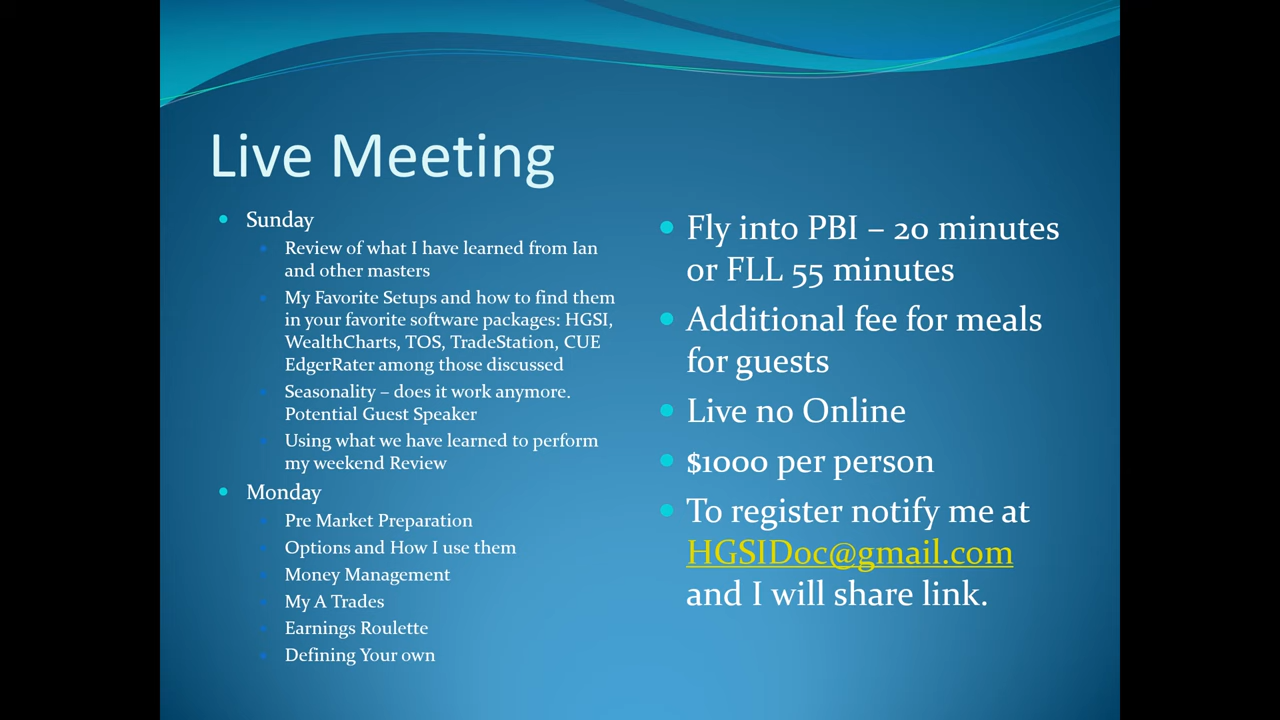 Live Meeting
Sunday
Review of what I have learned from Ian
and other masters
My Favorite Setups and how to find them
in your favorite software packages: HGSI,
WealthCharts, TOS, TradeStation, CUE
EdgerRater among those discussed
Seasonality – does it work anymore.
Potential Guest Speaker
Using what we have learned to perform
my weekend Review
Monday
Pre Market Preparation
Options and How I use them
Money Management
My A Trades
Earnings Roulette
Defining Your own
Fly into PBI – 20 minutes
or FLL 55 minutes
Additional fee for meals
for guests
Live no Online
$1000 per person
To register notify me at
HGSIDoc@gmail.com
and I will share link.